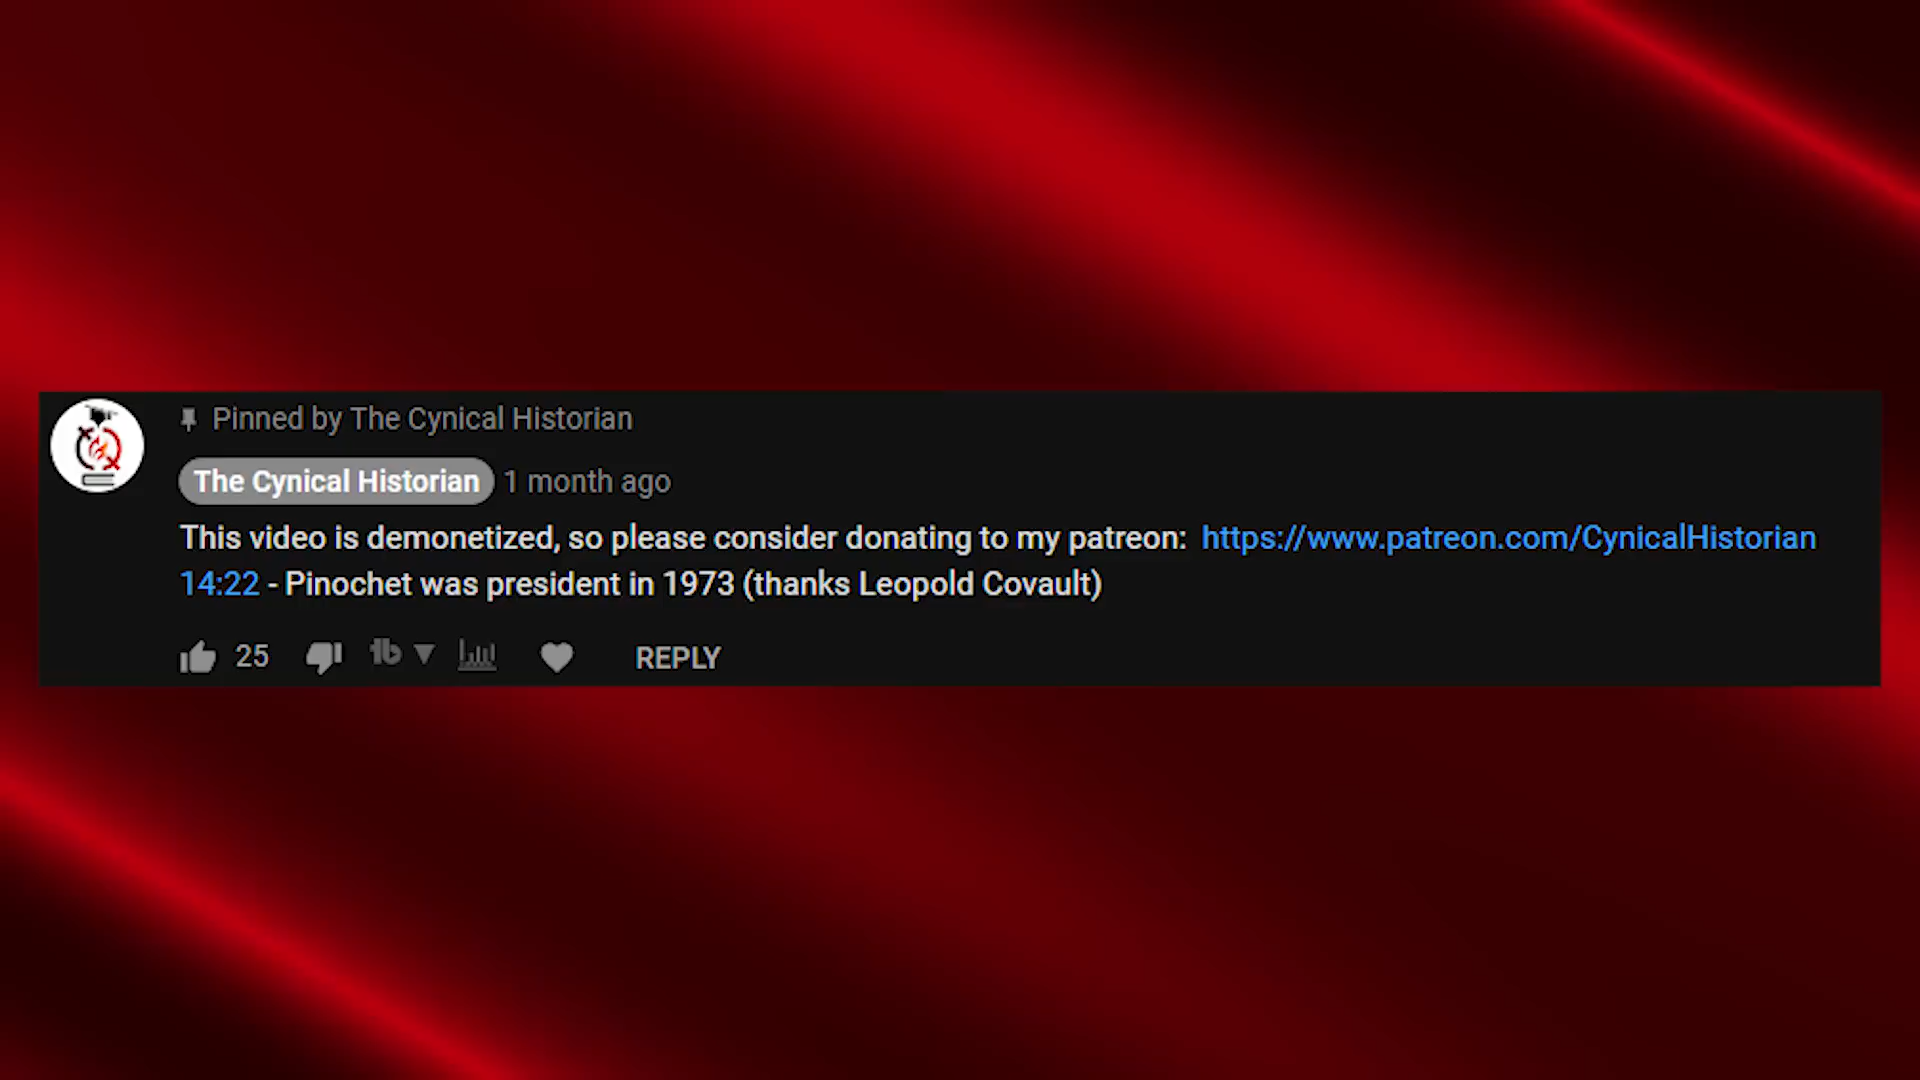 Pinned by The Cynical Historian
The Cynical Historian 1 month ago
This video is demonetized, so please consider donating to my patreon: https://www.patreon.com/CynicalHistorian
14:22 - Pinochet was president in 1973 (thanks Leopold Covault)
25 tb REPLY